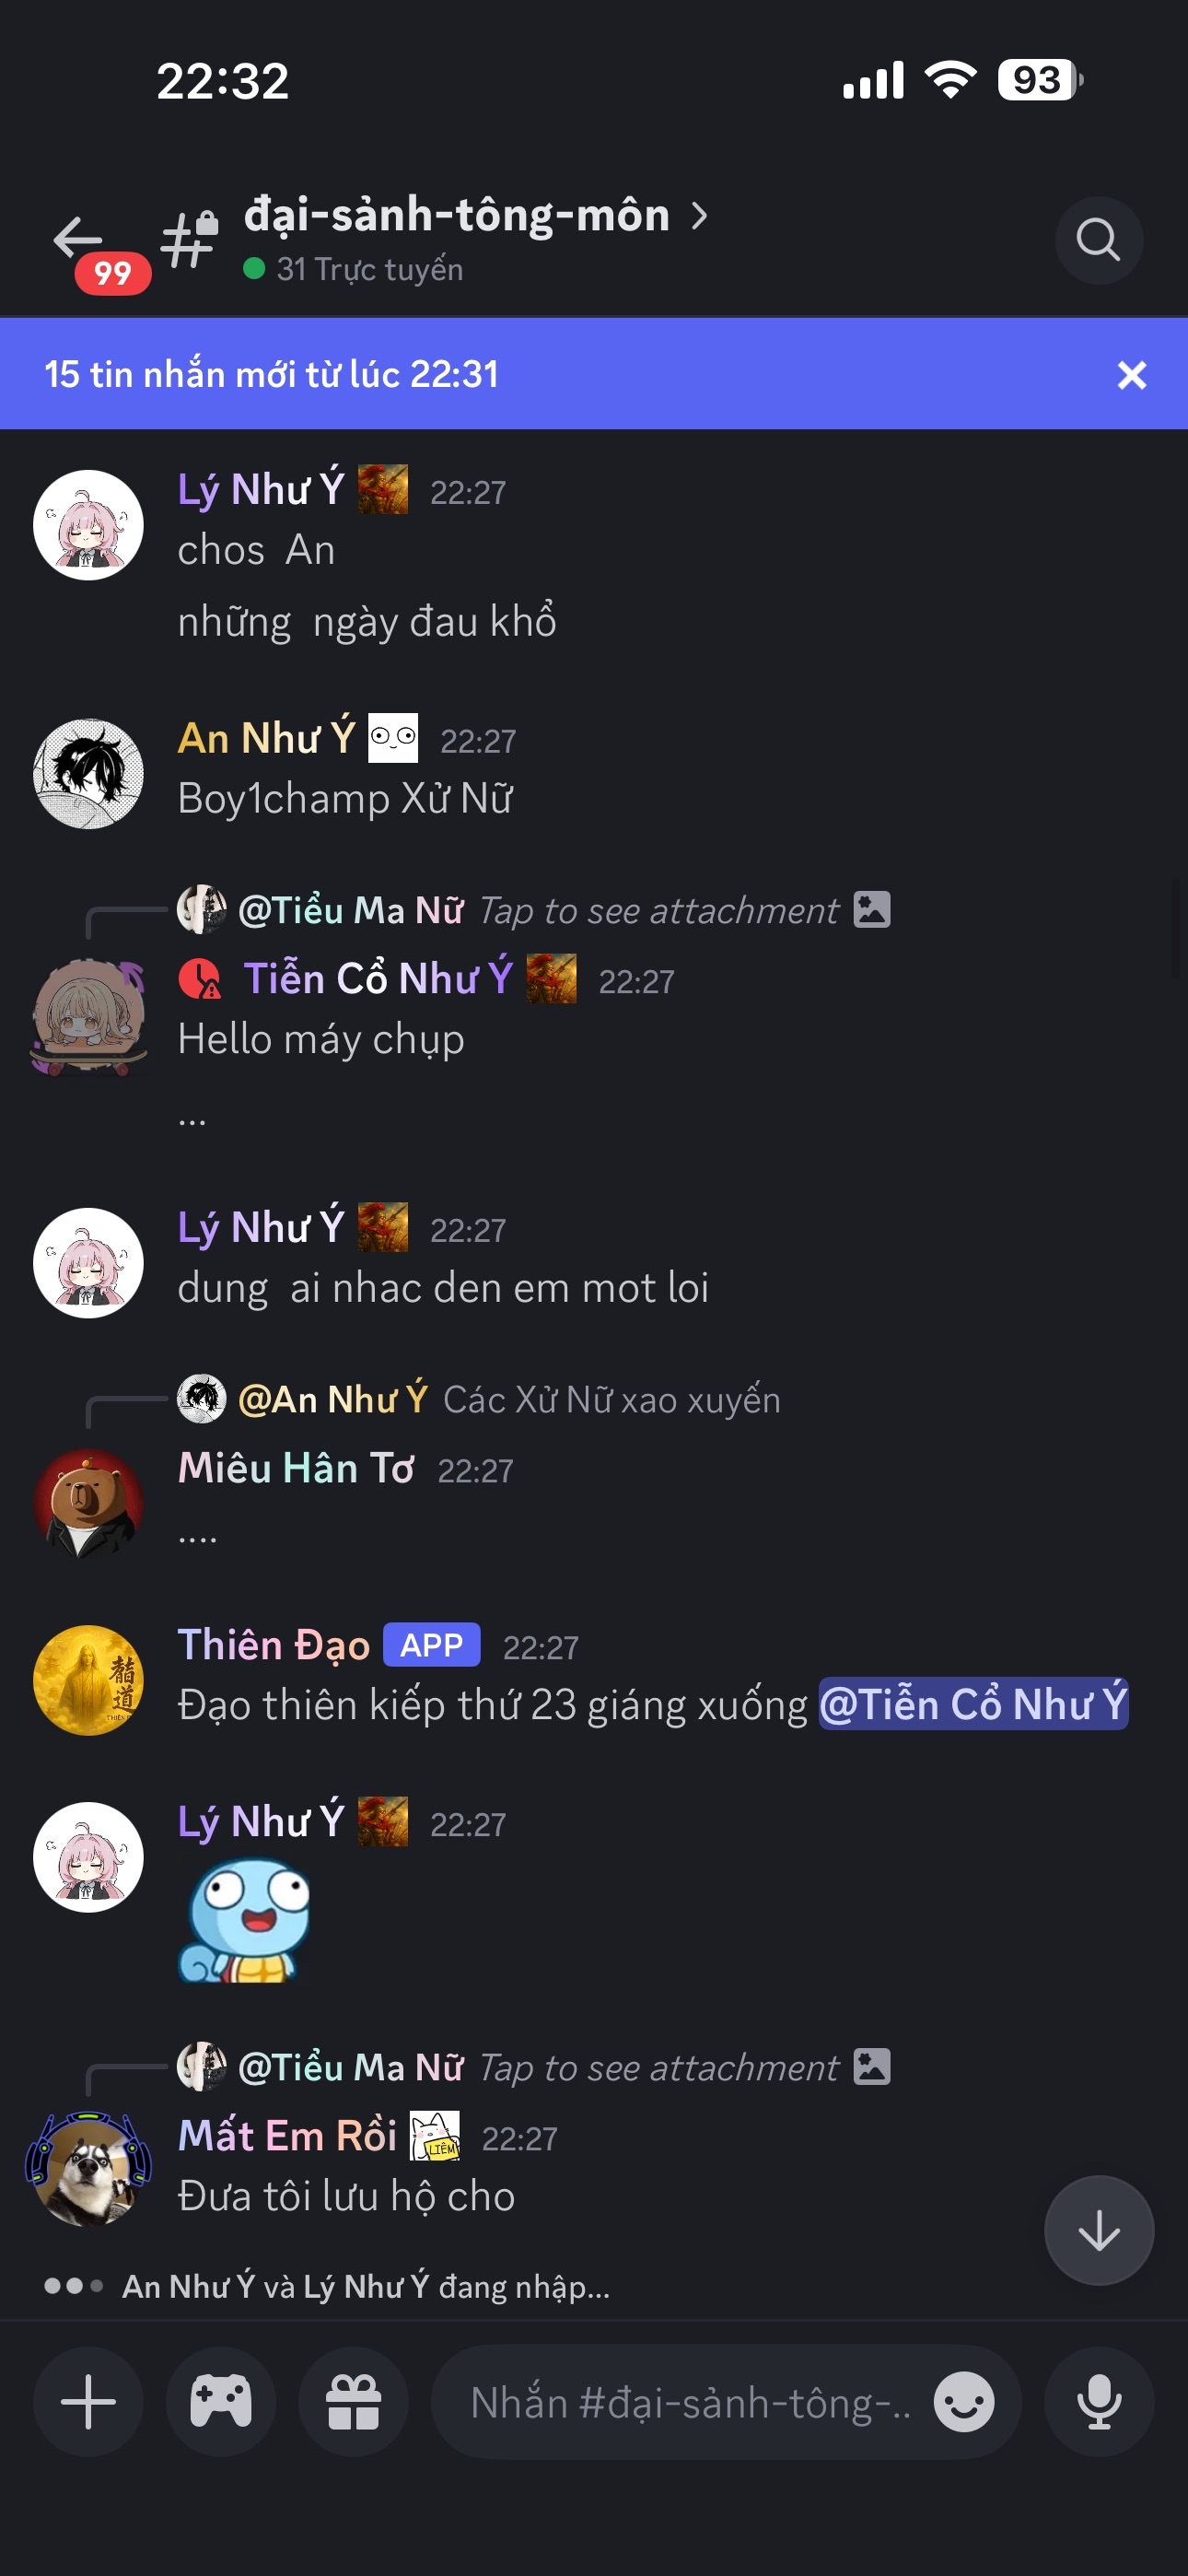 22:32
93
đại-sảnh-tông-môn
99
31 Trực tuyến
15 tin nhắn mới từ lúc 22:31
Lý Như Ý 22:27
chos An
những ngày đau khổ
An Như Ý 22:27
Boy1champ Xử Nữ
@Tiểu Ma Nữ Tap to see attachment
Tiễn Cổ Như Ý 22:27
Hello máy chụp
...
Lý Như Ý 22:27
dung ai nhac den em mot loi
@An Như Ý Các Xử Nữ xao xuyến
Miêu Hân Tơ 22:27
....
Thiên Đạo APP 22:27
Đạo thiên kiếp thứ 23 giáng xuống @Tiễn Cổ Như Ý
Lý Như Ý 22:27
@Tiểu Ma Nữ Tap to see attachment
Mất Em Rồi LIÊM 22:27
Đưa tôi lưu hộ cho
An Như Ý và Lý Như Ý đang nhập...
Nhắn #đại-sảnh-tông-..